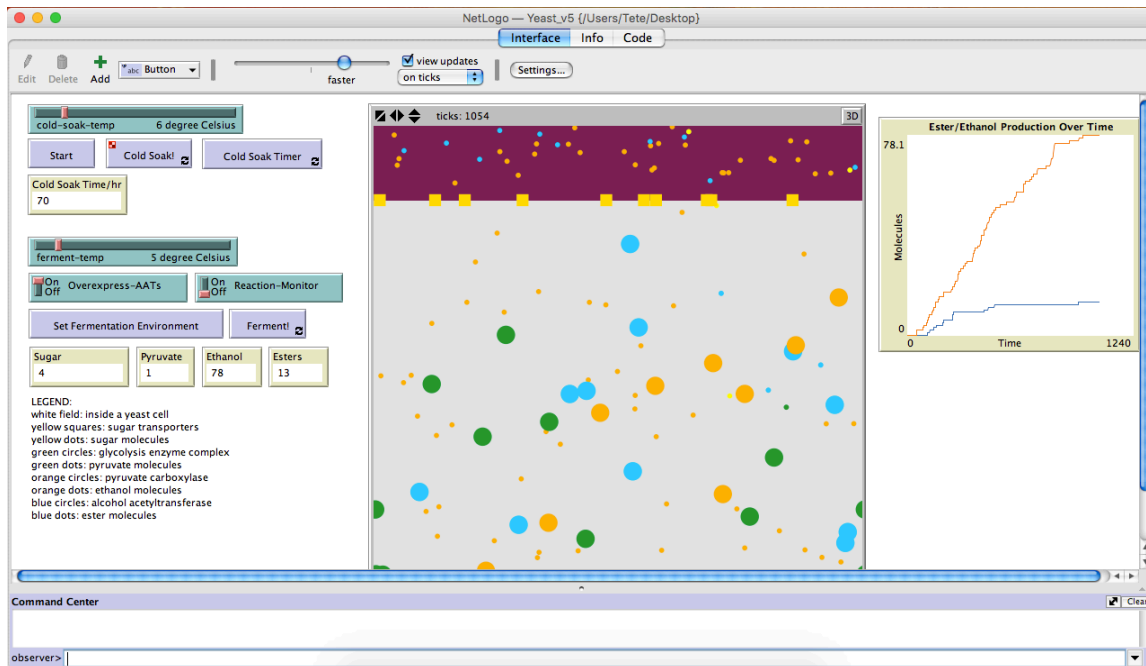 NetLogo — Yeast_v5 {/Users/Tete/Desktop}
Interface Info Code
Edit Delete Add abc Button faster view updates on ticks Settings...
ticks: 1054 3D
cold-soak-temp 6 degree Celsius
Start Cold Soak! Cold Soak Timer
Cold Soak Time/hr
70
ferment-temp 5 degree Celsius
On
Off
Overexpress-AATs
On
Off
Reaction-Monitor
Set Fermentation Environment Ferment!
Sugar Pyruvate Ethanol Esters
4 1 78 13
LEGEND:
white field: inside a yeast cell
yellow squares: sugar transporters
yellow dots: sugar molecules
green circles: glycolysis enzyme complex
green dots: pyruvate molecules
orange circles: pyruvate carboxylase
orange dots: ethanol molecules
blue circles: alcohol acetyltransferase
blue dots: ester molecules
Ester/Ethanol Production Over Time
78.1
Molecules
0
0 Time 1240
Command Center Clear
observer>